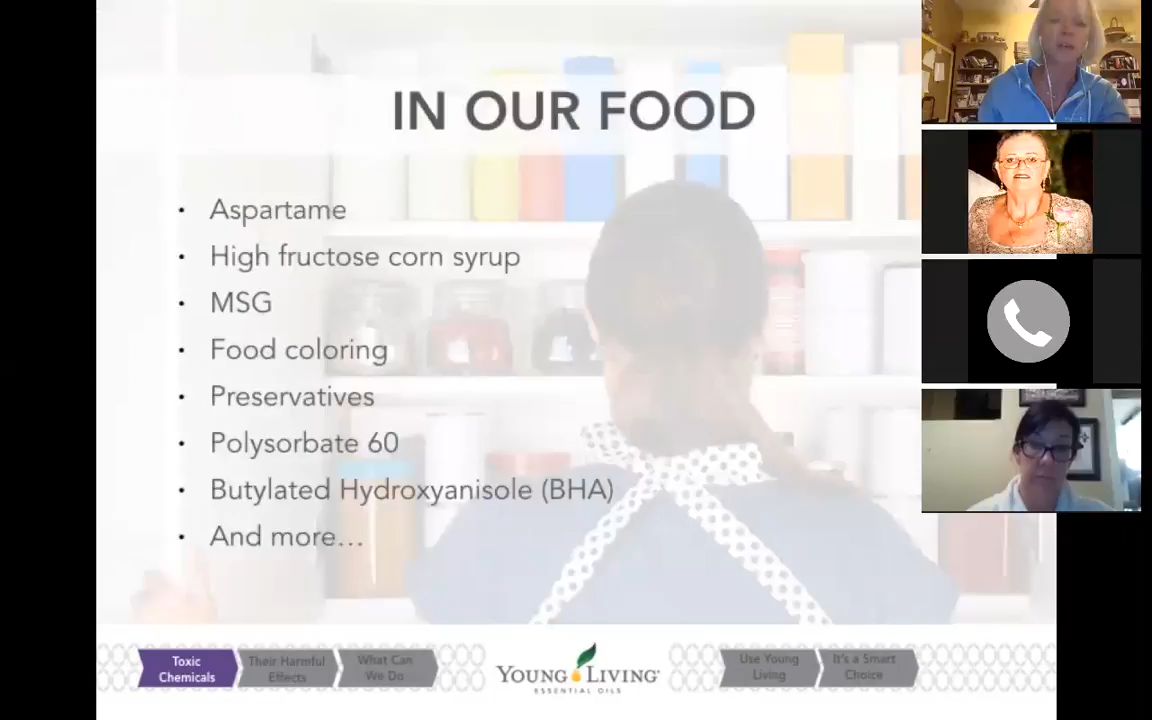 IN OUR FOOD
· Aspartame
· High fructose corn syrup
· MSG
· Food coloring
· Preservatives
· Polysorbate 60
· Butylated Hydroxyanisole (BHA)
· And more...
Toxic
Chemicals
Their Harmful
Effects
What Can
We Do
YOUNG LIVING
ESSENTIAL OILS
Use Young
Living
It's a Smart
Choice